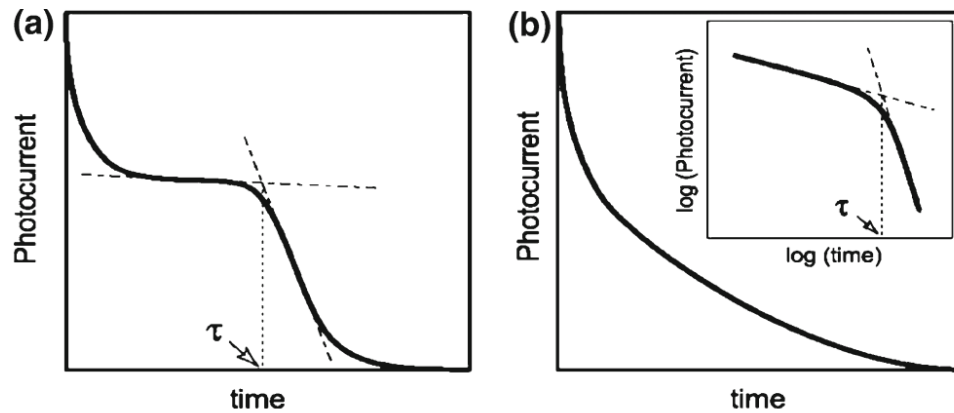 (a)
Photocurrent
τ
time
(b)
Photocurrent
time
log (Photocurrent)
τ
log (time)